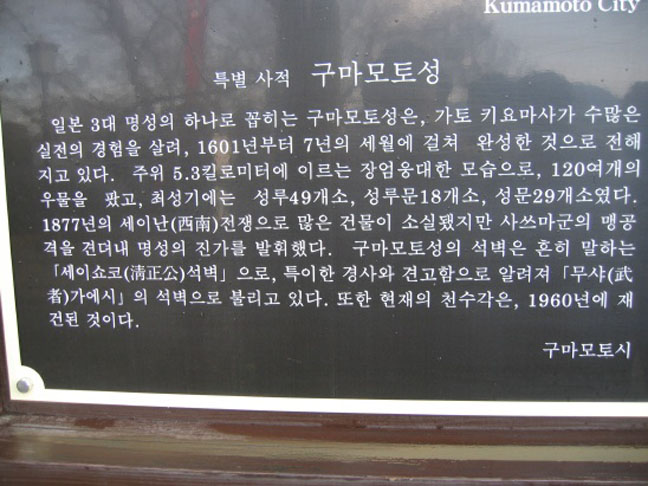 Kumamoto City
특별 사적 구마모토성
일본 3대 명성의 하나로 꼽히는 구마모토성은, 가토 키요마사가 수많은
실전의 경험을 살려, 1601년부터 7년의 세월에 걸쳐 완성한 것으로 전해
지고 있다. 주위 5.3킬로미터에 이르는 장엄웅대한 모습으로, 120여개의
우물을 팠고, 최성기에는 성루49개소, 성루문18개소, 성문29개소였다.
1877년의 세이난(西南)전쟁으로 많은 건물이 소실됐지만 사쓰마군의 맹공
격을 견뎌내 명성의 진가를 발휘했다. 구마모토성의 석벽은 흔히 말하는
「세이쇼코(清正公)석벽」으로, 특이한 경사와 견고함으로 알려져「무샤(武
者)가에시」의 석벽으로 불리고 있다. 또한 현재의 천수각은, 1960년에 재
건된 것이다.
구마모토시